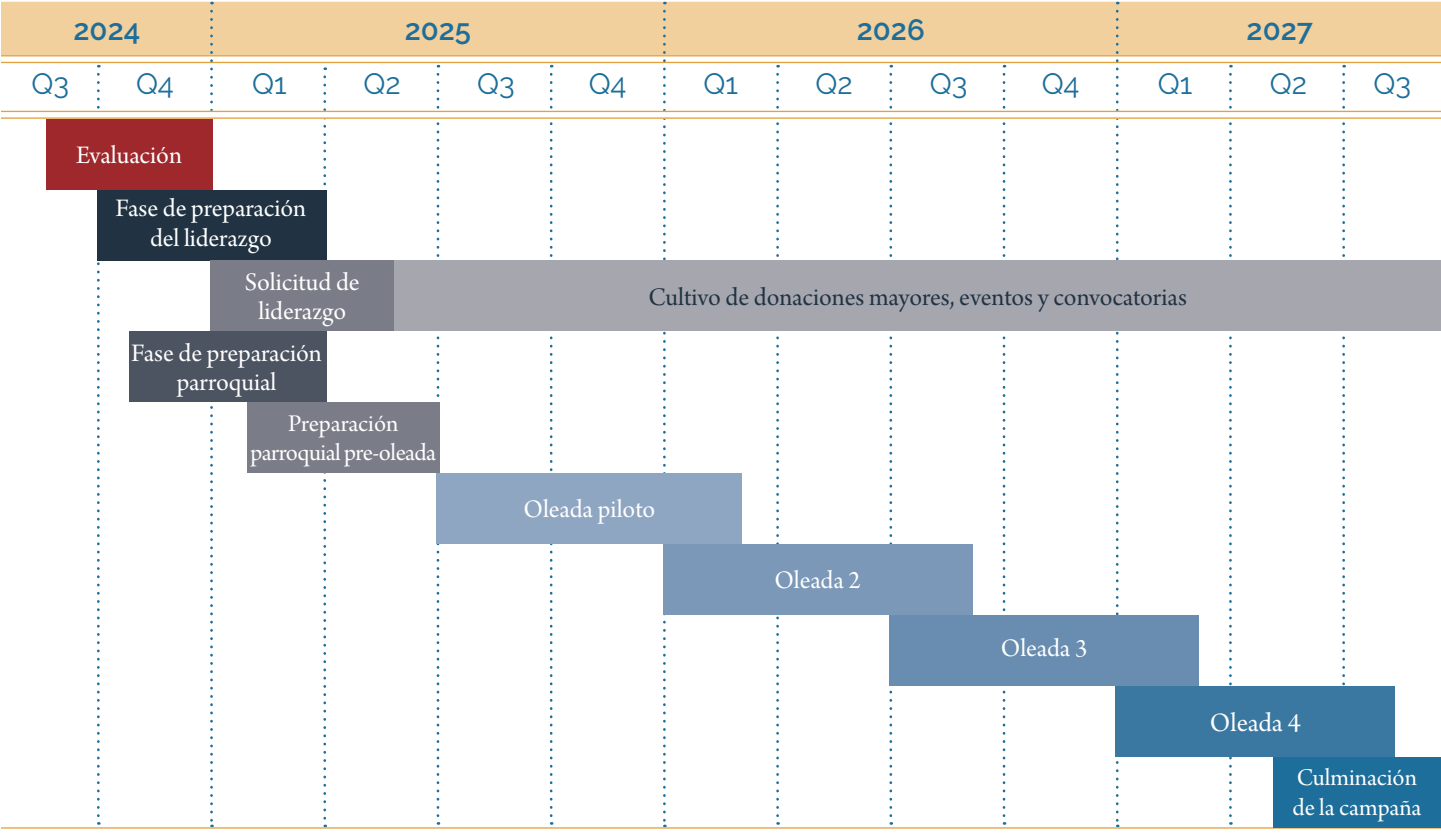 2024 2025 2026 2027
Q3 Q4 Q1 Q2 Q3 Q4 Q1 Q2 Q3 Q4 Q1 Q2 Q3
Evaluación
Fase de preparación
del liderazgo
Solicitud de
liderazgo
Cultivo de donaciones mayores, eventos y convocatorias
Fase de preparación
parroquial
Preparación
parroquial pre-oleada
Oleada piloto
Oleada 2
Oleada 3
Oleada 4
Culminación
de la campaña